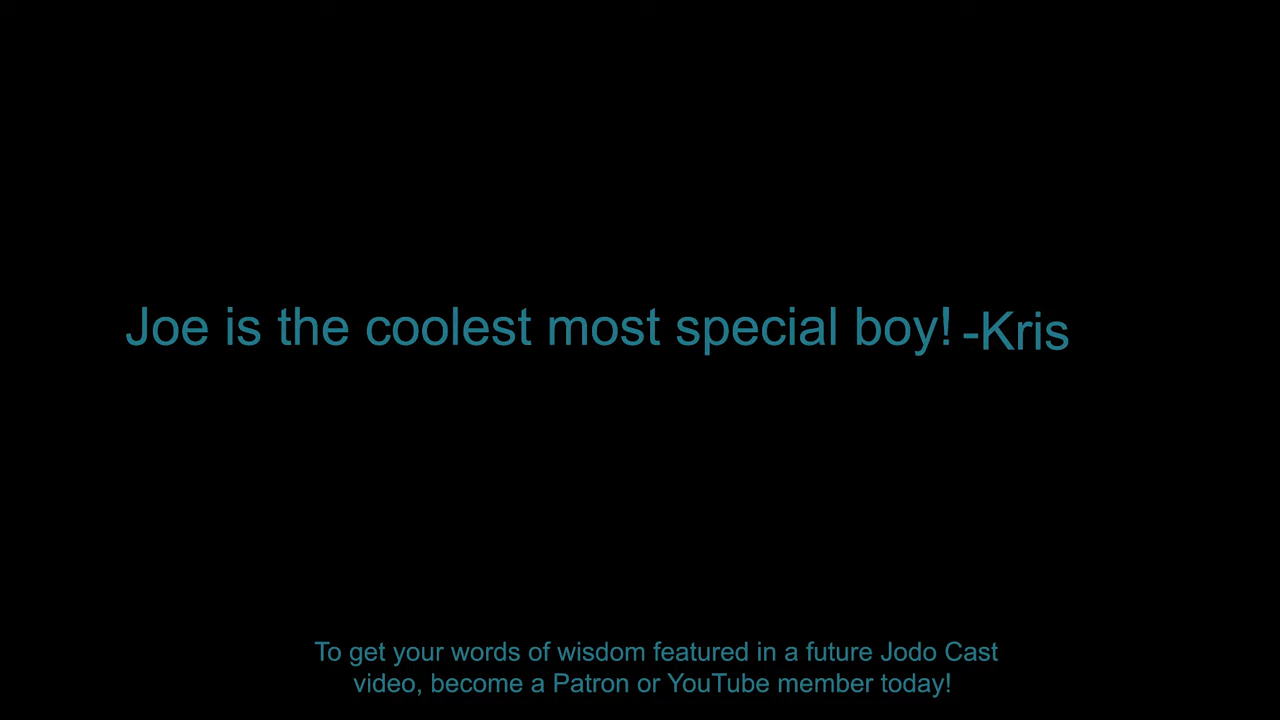 Joe is the coolest most special boy! -Kris
To get your words of wisdom featured in a future Jodo Cast
video, become a Patron or YouTube member today!